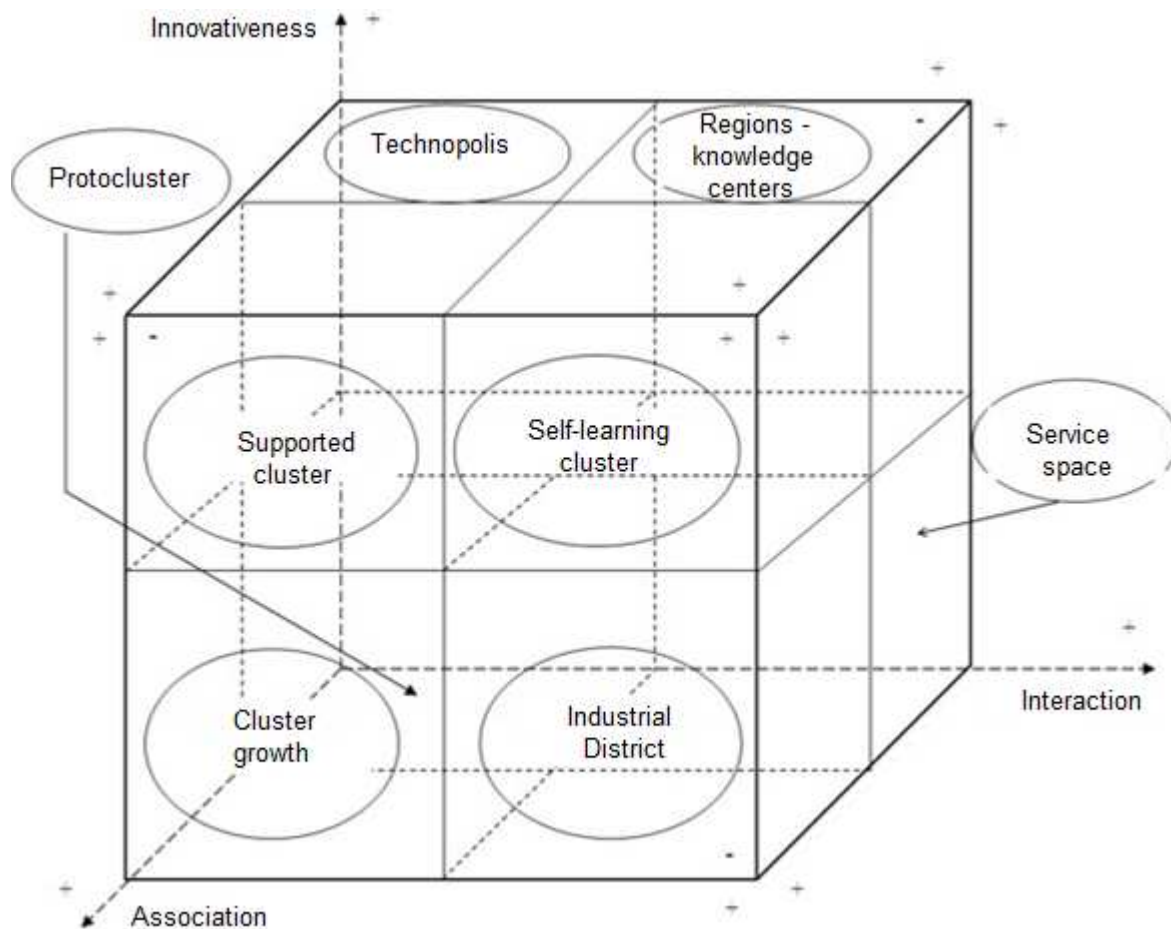 Innovativeness
+
+
Technopolis
Regions -
knowledge
centers
-
+
Protocluster
+
+
+
-
+
+
Supported
cluster
Self-learning
cluster
Service
space
+
Interaction
Cluster
growth
Industrial
District
-
+
+
+
Association